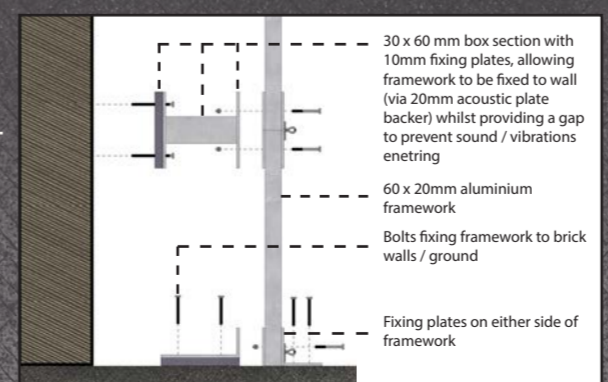 30 x 60 mm box section with
10mm fixing plates, allowing
framework to be fixed to wall
(via 20mm acoustic plate
backer) whilst providing a gap
to prevent sound / vibrations
enetring
60 x 20mm aluminium
framework
Bolts fixing framework to brick
walls / ground
Fixing plates on either side of
framework